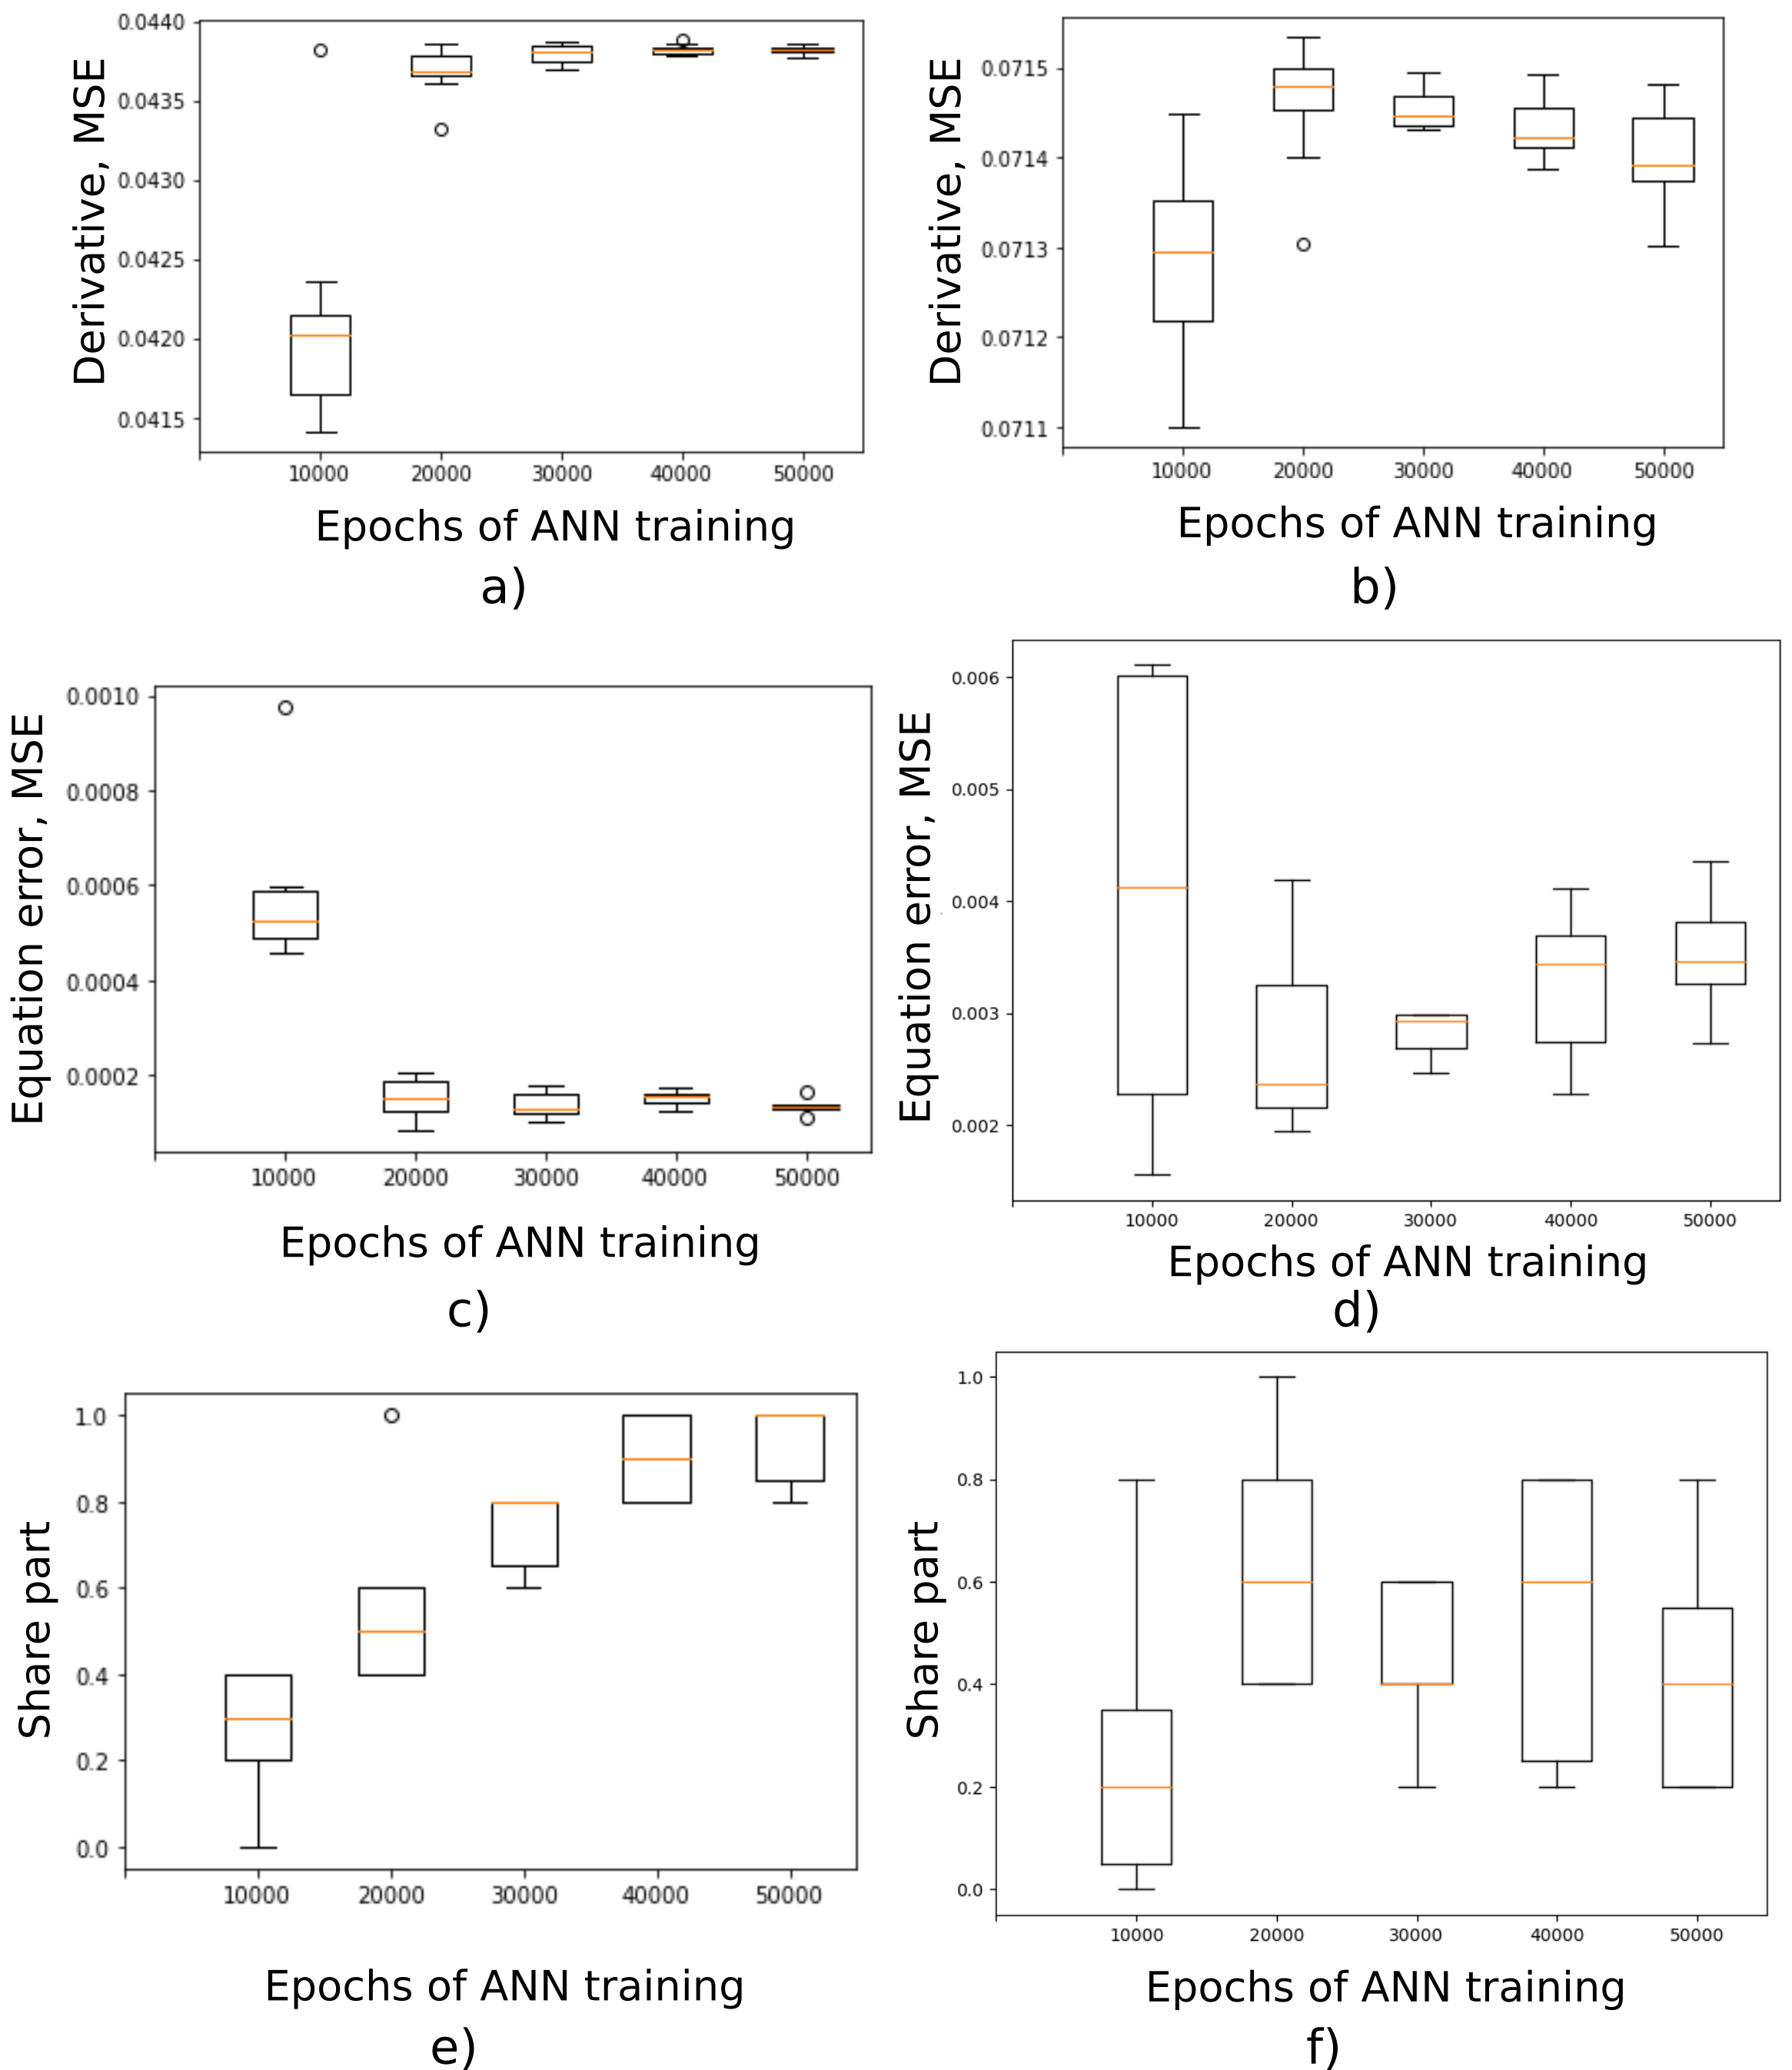 Derivative, MSE
0.0440
0.0435
0.0430
0.0425
0.0420
0.0415
10000 20000 30000 40000 50000
Epochs of ANN training
a)
Derivative, MSE
0.0715
0.0714
0.0713
0.0712
0.0711
10000 20000 30000 40000 50000
Epochs of ANN training
b)
Equation error, MSE
0.0010
0.0008
0.0006
0.0004
0.0002
10000 20000 30000 40000 50000
Epochs of ANN training
c)
Equation error, MSE
0.006
0.005
0.004
0.003
0.002
10000 20000 30000 40000 50000
Epochs of ANN training
d)
Share part
1.0
0.8
0.6
0.4
0.2
0.0
10000 20000 30000 40000 50000
Epochs of ANN training
e)
Share part
1.0
0.8
0.6
0.4
0.2
0.0
10000 20000 30000 40000 50000
Epochs of ANN training
f)